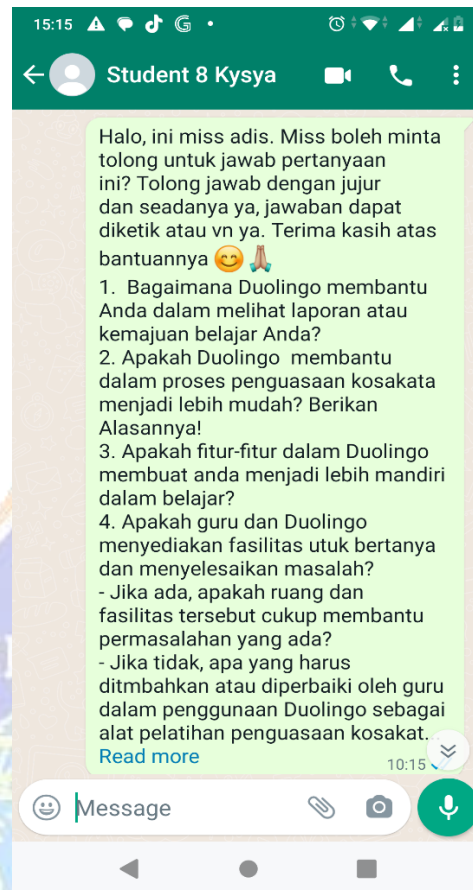 15:15
Student 8 Kysya
Halo, ini miss adis. Miss boleh minta
tolong untuk jawab pertanyaan
ini? Tolong jawab dengan jujur
dan seadanya ya, jawaban dapat
diketik atau vn ya. Terima kasih atas
bantuannya 😊 🙏🏼
1.  Bagaimana Duolingo membantu
Anda dalam melihat laporan atau
kemajuan belajar Anda?
2. Apakah Duolingo  membantu
dalam proses penguasaan kosakata
menjadi lebih mudah? Berikan
Alasannya!
3. Apakah fitur-fitur dalam Duolingo
membuat anda menjadi lebih mandiri
dalam belajar?
4. Apakah guru dan Duolingo
menyediakan fasilitas utuk bertanya
dan menyelesaikan masalah?
- Jika ada, apakah ruang dan
fasilitas tersebut cukup membantu
permasalahan yang ada?
- Jika tidak, apa yang harus
ditmbahkan atau diperbaiki oleh guru
dalam penggunaan Duolingo sebagai
alat pelatihan penguasaan kosakat...
Read more
10:15
Message